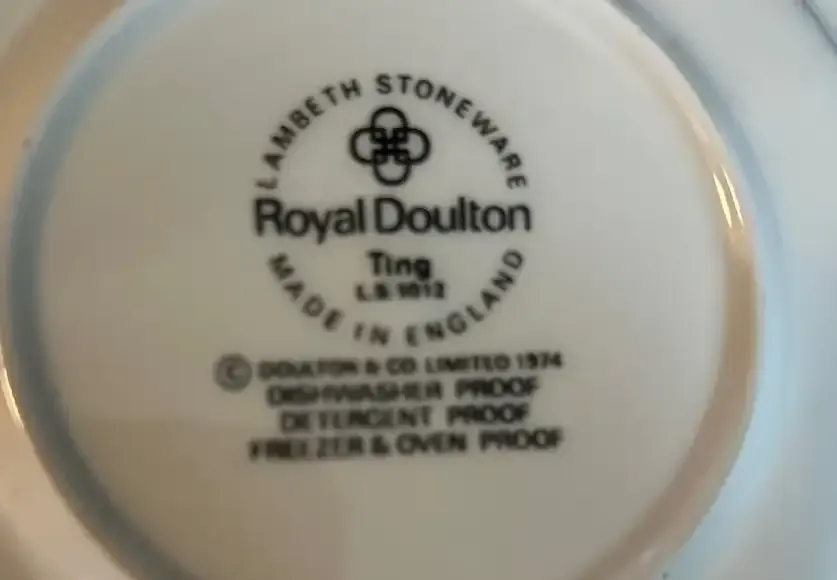 LAMBETH STONEWARE
Royal Doulton
Ting
L.S.1012
MADE IN ENGLAND
© DOULTON & CO. LIMITED 1974
DISHWASHER PROOF
DETERGENT PROOF
FREEZER & OVEN PROOF